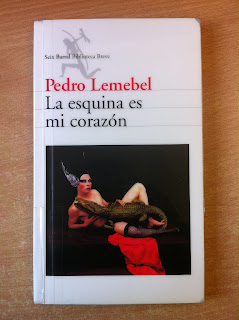 Seix Barral Biblioteca Breve
Pedro Lemebel
La esquina es
mi corazón